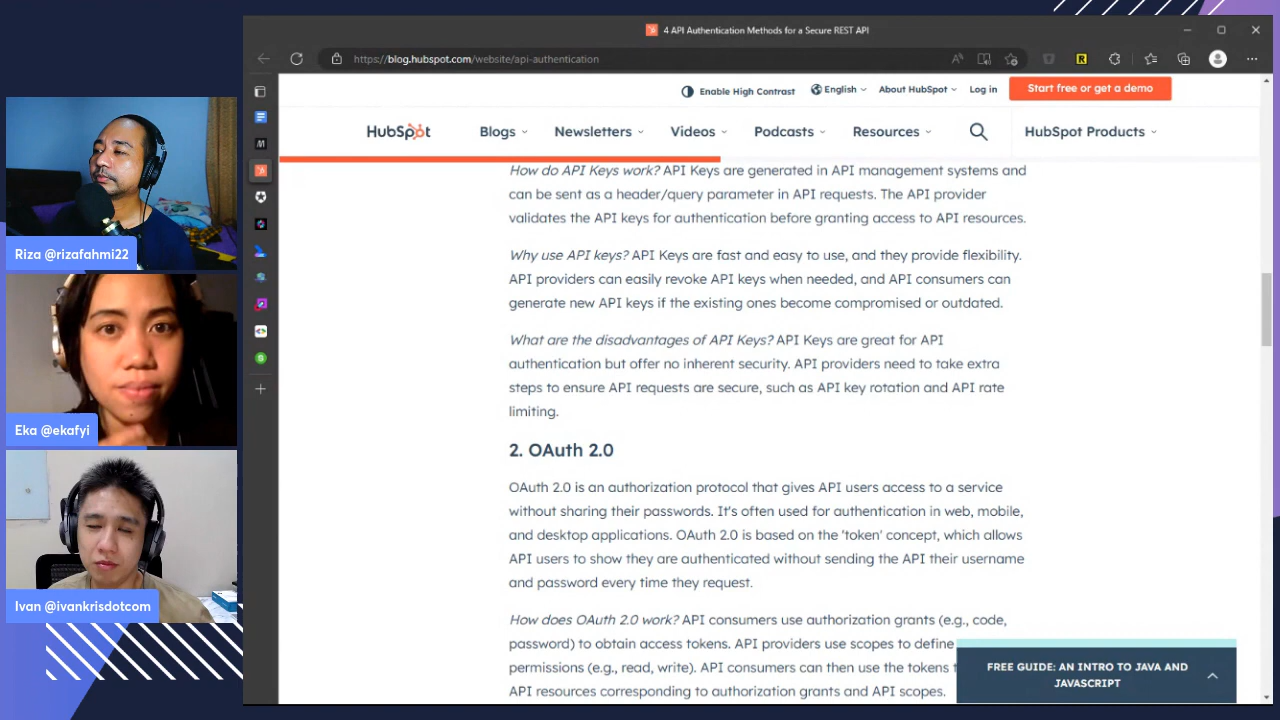 4 API Authentication Methods for a Secure REST API
https://blog.hubspot.com/website/api-authentication
Enable High Contrast
English
About HubSpot
Log in
Start free or get a demo
HubSpot
Blogs
Newsletters
Videos
Podcasts
Resources
HubSpot Products
How do API Keys work? API Keys are generated in API management systems and
can be sent as a header/query parameter in API requests. The API provider
validates the API keys for authentication before granting access to API resources.
Why use API keys? API Keys are fast and easy to use, and they provide flexibility.
API providers can easily revoke API keys when needed, and API consumers can
generate new API keys if the existing ones become compromised or outdated.
What are the disadvantages of API Keys? API Keys are great for API
authentication but offer no inherent security. API providers need to take extra
steps to ensure API requests are secure, such as API key rotation and API rate
limiting.
2. OAuth 2.0
OAuth 2.0 is an authorization protocol that gives API users access to a service
without sharing their passwords. It's often used for authentication in web, mobile,
and desktop applications. OAuth 2.0 is based on the 'token' concept, which allows
API users to show they are authenticated without sending the API their username
and password every time they request.
How does OAuth 2.0 work? API consumers use authorization grants (e.g., code,
password) to obtain access tokens. API providers use scopes to define
permissions (e.g., read, write). API consumers can then use the tokens
API resources corresponding to authorization grants and API scopes.
FREE GUIDE: AN INTRO TO JAVA AND
JAVASCRIPT
Riza @rizafahmi22
Eka @ekafyi
Ivan @ivankrisdotcom